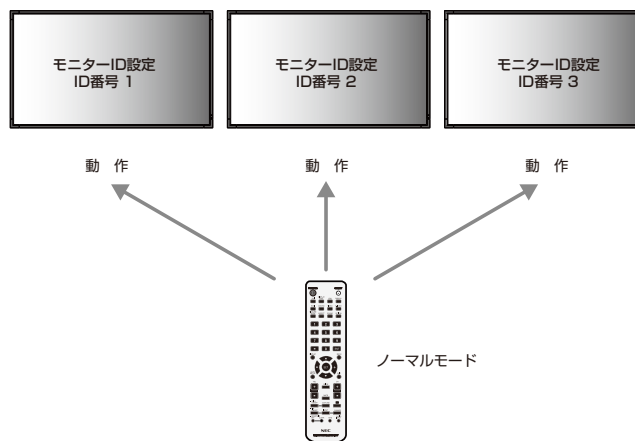 モニターID設定
ID番号 1
モニターID設定
ID番号 2
モニターID設定
ID番号 3
動 作
動 作
動 作
ノーマルモード
NEC